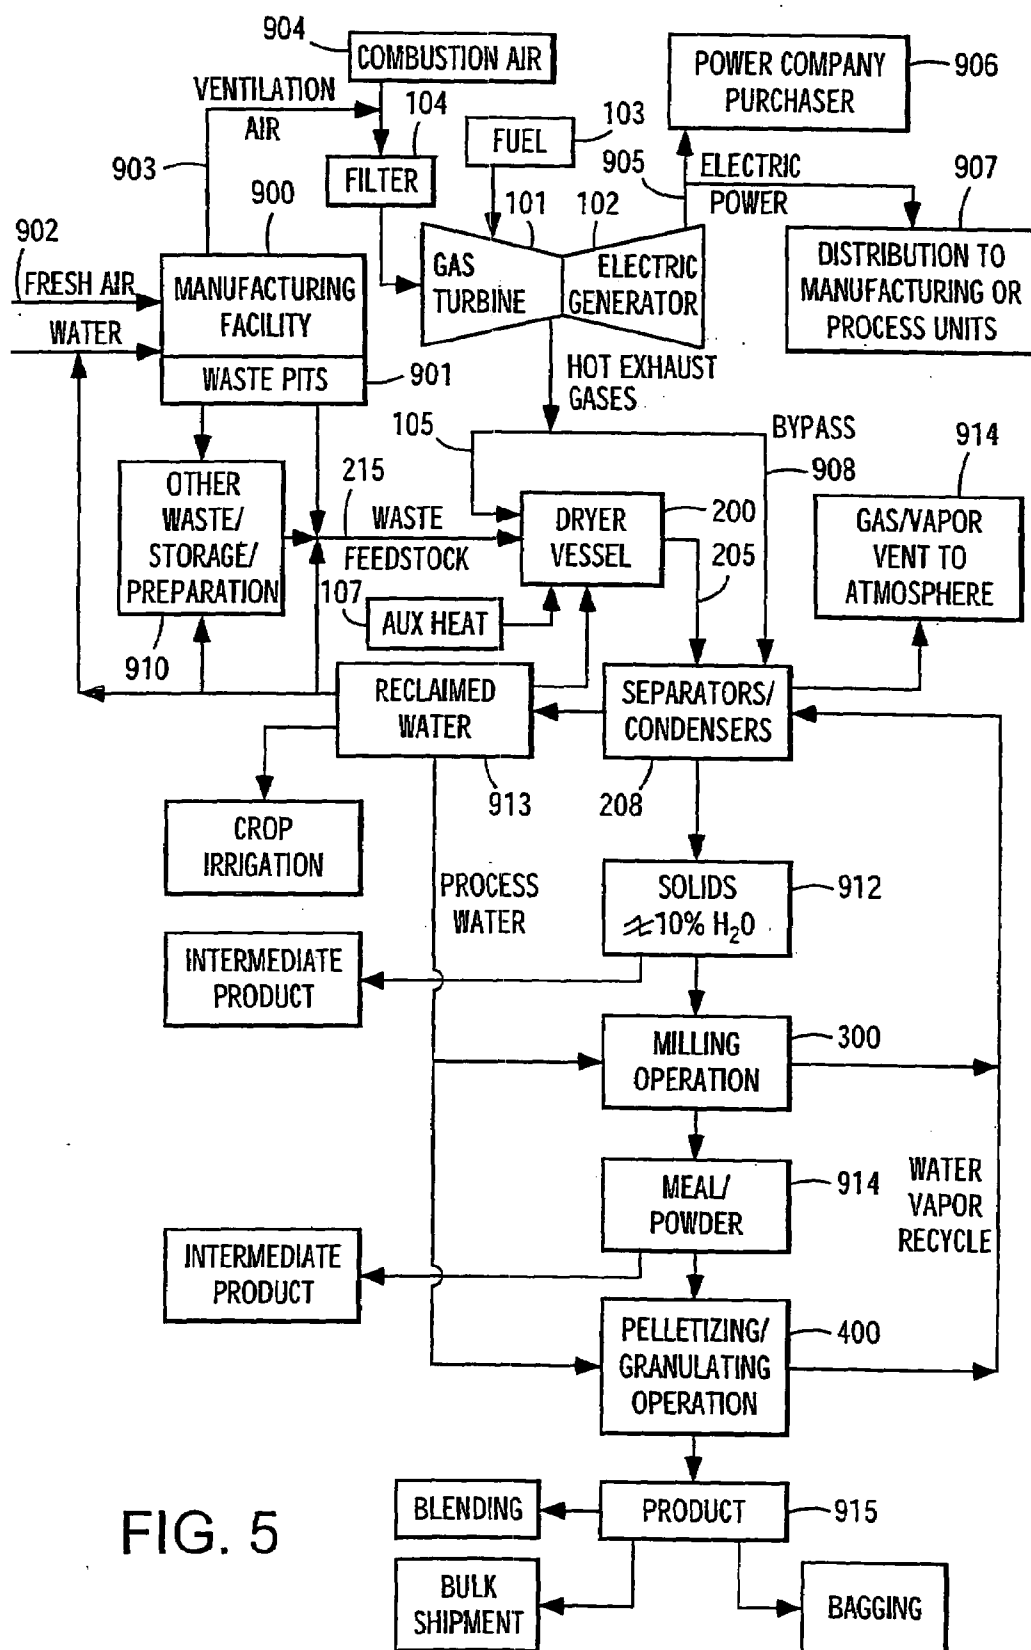 904
COMBUSTION AIR
POWER COMPANY
PURCHASER
906
VENTILATION
AIR
104
FUEL
103
903
FILTER
905
ELECTRIC
POWER
907
900
101
102
902
FRESH AIR
WATER
MANUFACTURING
FACILITY
WASTE PITS
901
GAS
TURBINE
ELECTRIC
GENERATOR
DISTRIBUTION TO
MANUFACTURING OR
PROCESS UNITS
HOT EXHAUST
GASES
105
BYPASS
908
914
OTHER
WASTE/
STORAGE/
PREPARATION
910
215
WASTE
FEEDSTOCK
DRYER
VESSEL
200
205
GAS/VAPOR
VENT TO
ATMOSPHERE
107
AUX HEAT
RECLAIMED
WATER
913
SEPARATORS/
CONDENSERS
208
CROP
IRRIGATION
PROCESS
WATER
SOLIDS
≉10% H₂O
912
INTERMEDIATE
PRODUCT
MILLING
OPERATION
300
MEAL/
POWDER
914
WATER
VAPOR
RECYCLE
INTERMEDIATE
PRODUCT
PELLETIZING/
GRANULATING
OPERATION
400
BLENDING
PRODUCT
915
BULK
SHIPMENT
BAGGING
FIG. 5